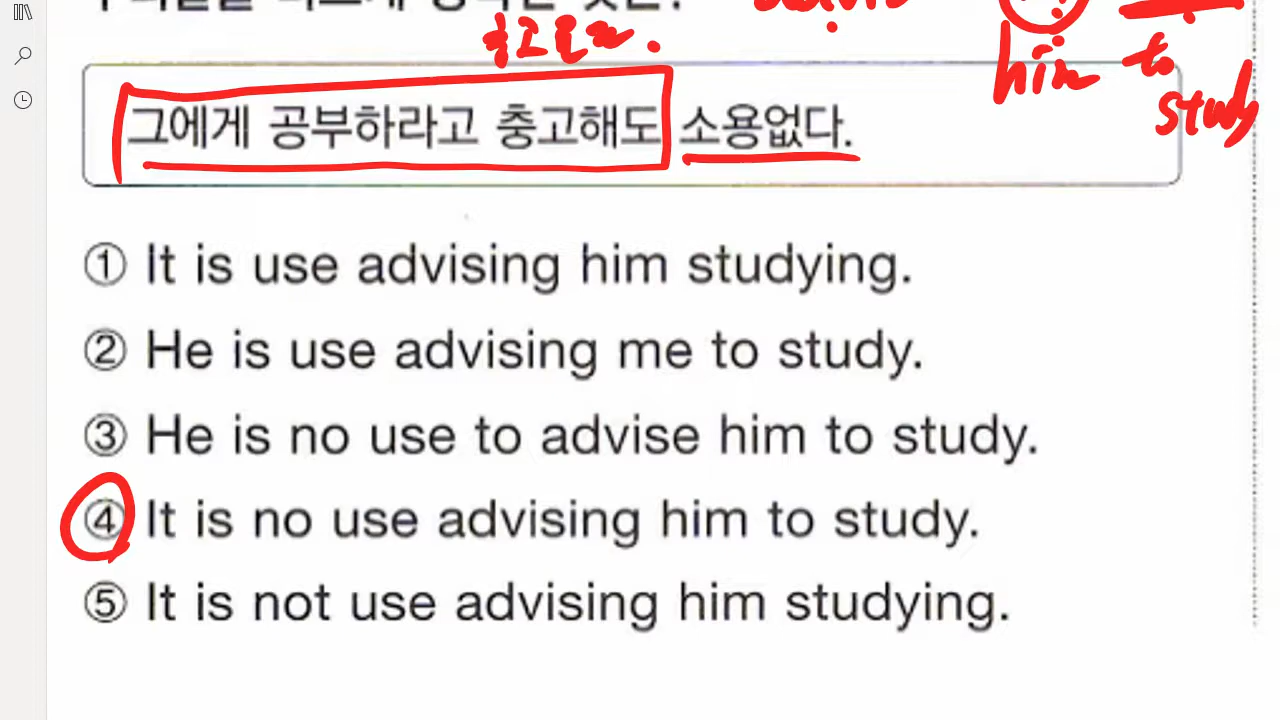 him to
study
그에게 공부하라고 충고해도 소용없다.
① It is use advising him studying.
② He is use advising me to study.
③ He is no use to advise him to study.
④ It is no use advising him to study.
⑤ It is not use advising him studying.